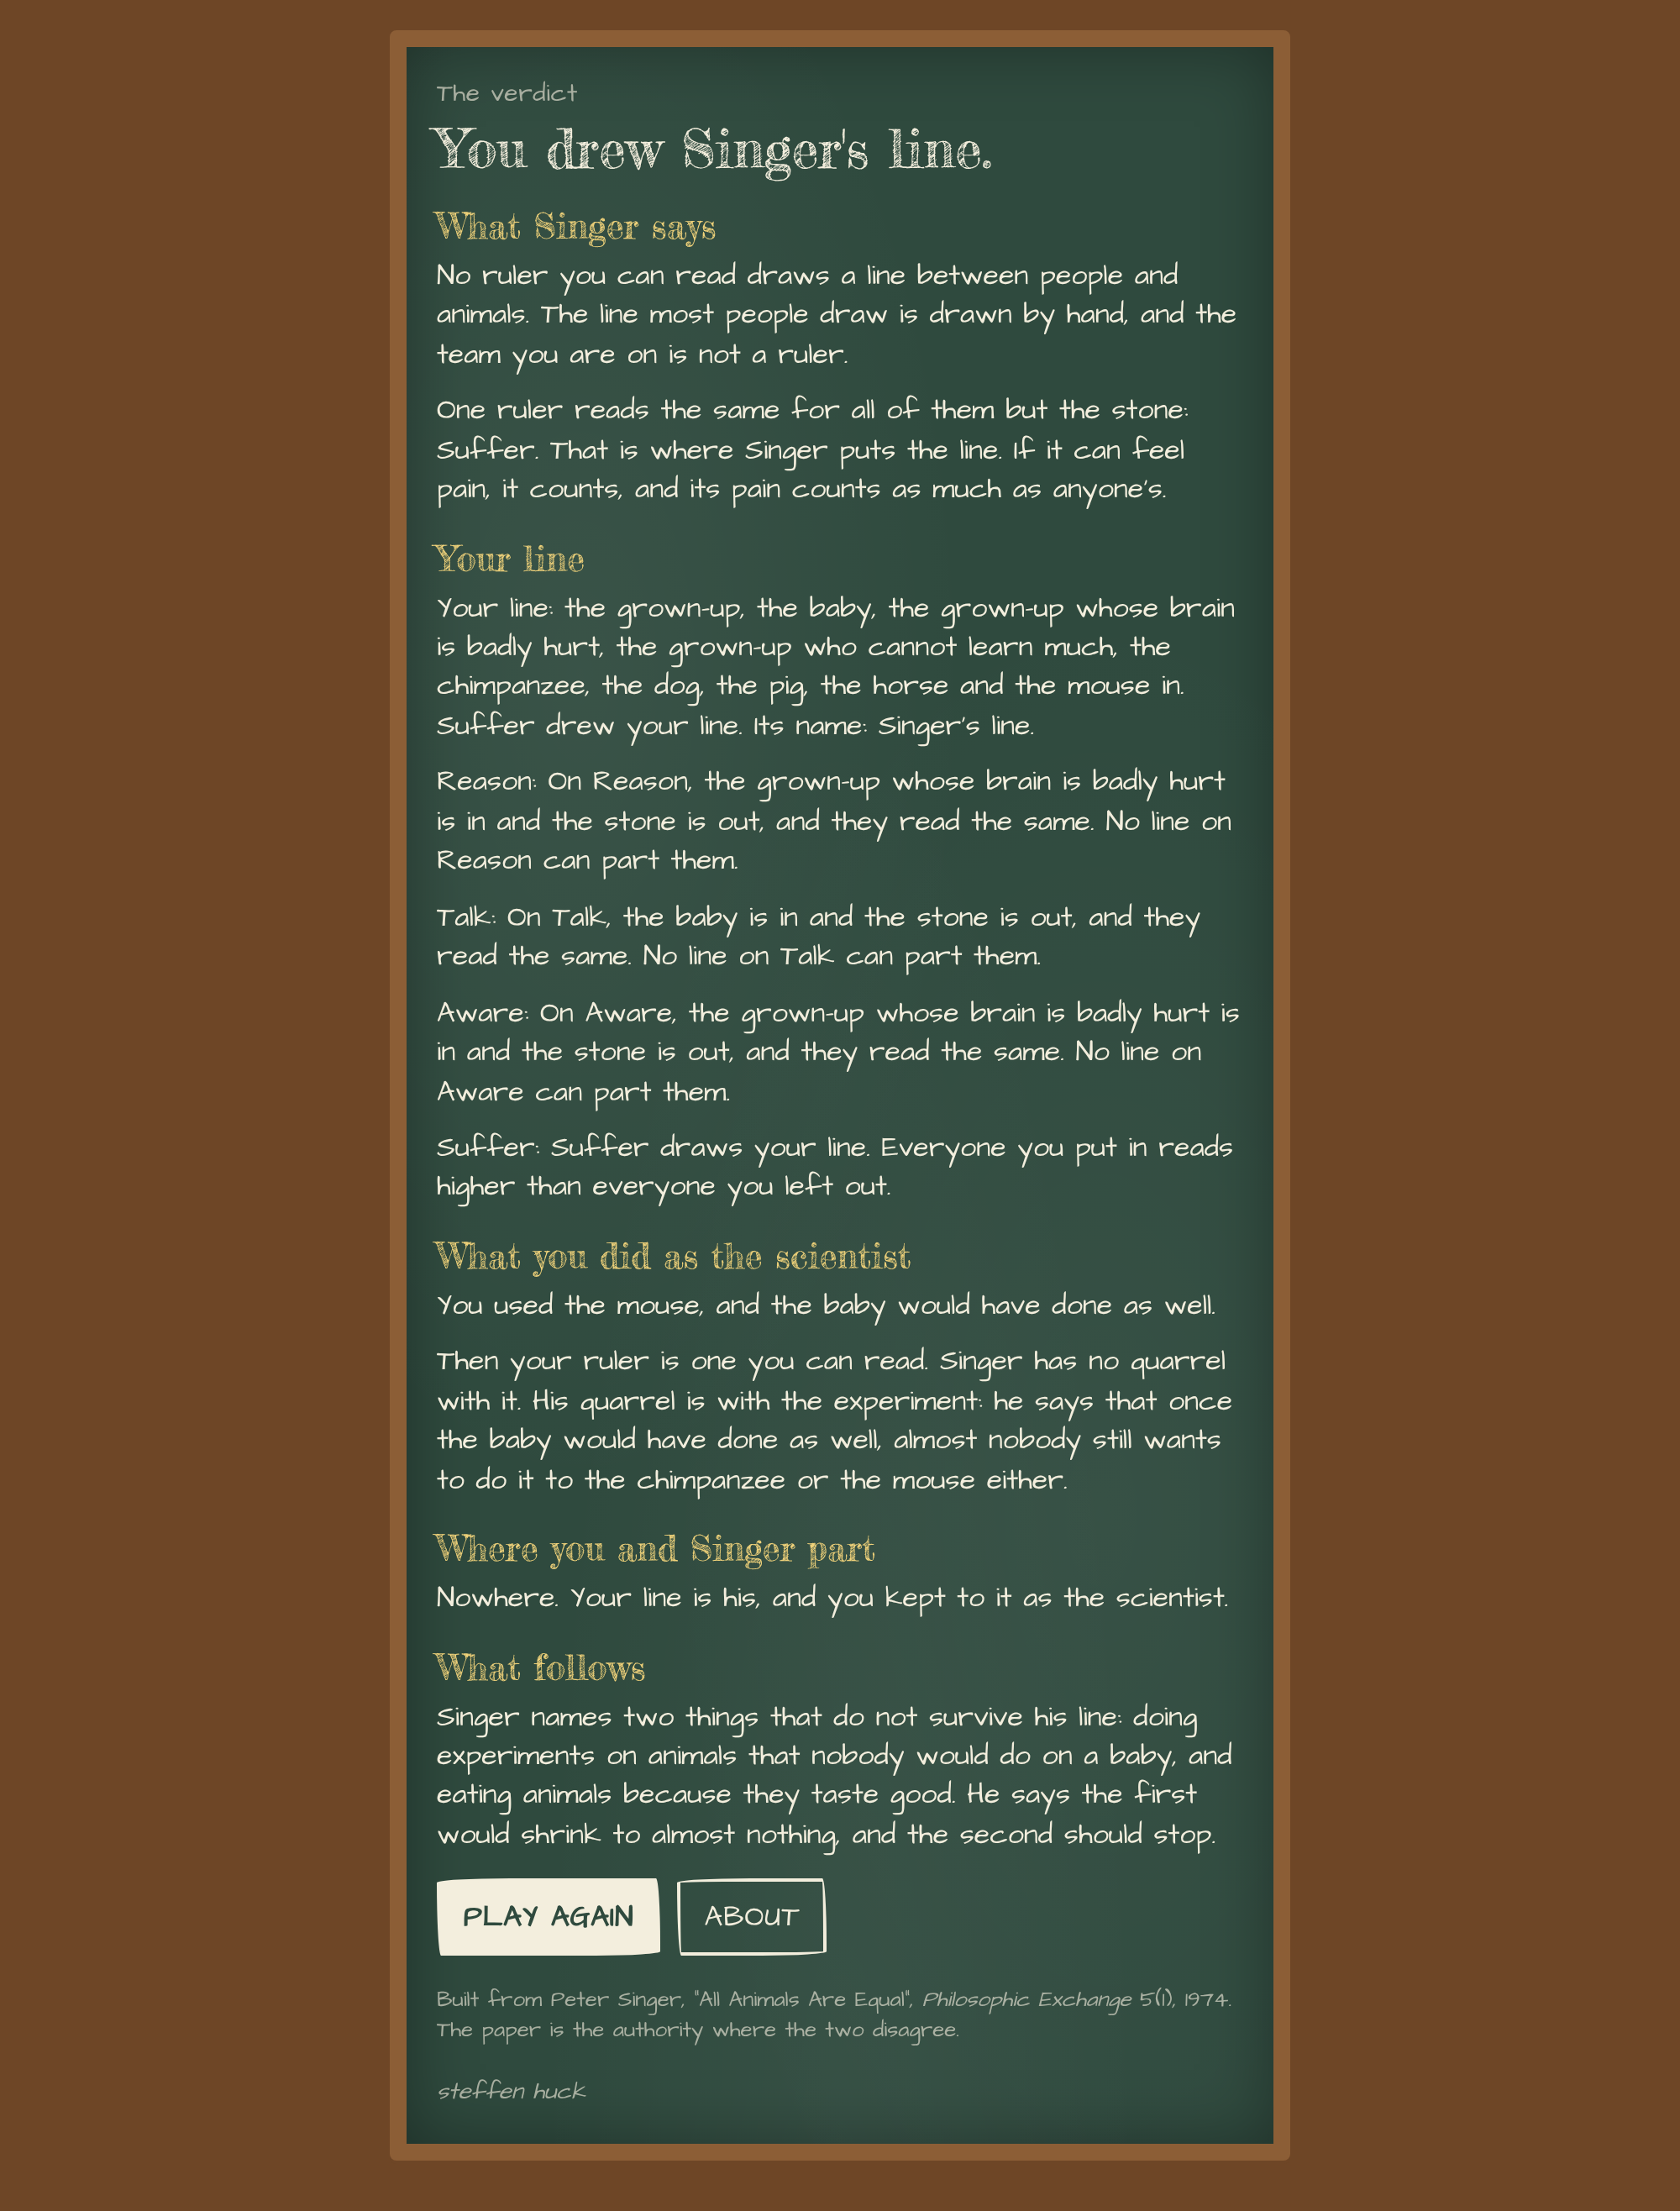 The verdict
You drew Singer's line.
What Singer says
No ruler you can read draws a line between people and
animals. The line most people draw is drawn by hand, and the
team you are on is not a ruler.
One ruler reads the same for all of them but the stone:
Suffer. That is where Singer puts the line. If it can feel
pain, it counts, and its pain counts as much as anyone's.
Your line
Your line: the grown-up, the baby, the grown-up whose brain
is badly hurt, the grown-up who cannot learn much, the
chimpanzee, the dog, the pig, the horse and the mouse in.
Suffer drew your line. Its name: Singer's line.
Reason: On Reason, the grown-up whose brain is badly hurt
is in and the stone is out, and they read the same. No line on
Reason can part them.
Talk: On Talk, the baby is in and the stone is out, and they
read the same. No line on Talk can part them.
Aware: On Aware, the grown-up whose brain is badly hurt is
in and the stone is out, and they read the same. No line on
Aware can part them.
Suffer: Suffer draws your line. Everyone you put in reads
higher than everyone you left out.
What you did as the scientist
You used the mouse, and the baby would have done as well.
Then your ruler is one you can read. Singer has no quarrel
with it. His quarrel is with the experiment: he says that once
the baby would have done as well, almost nobody still wants
to do it to the chimpanzee or the mouse either.
Where you and Singer part
Nowhere. Your line is his, and you kept to it as the scientist.
What follows
Singer names two things that do not survive his line: doing
experiments on animals that nobody would do on a baby, and
eating animals because they taste good. He says the first
would shrink to almost nothing, and the second should stop.
PLAY AGAIN ABOUT
Built from Peter Singer, "All Animals Are Equal", Philosophic Exchange 5(1), 1974.
The paper is the authority where the two disagree.
steffen huck